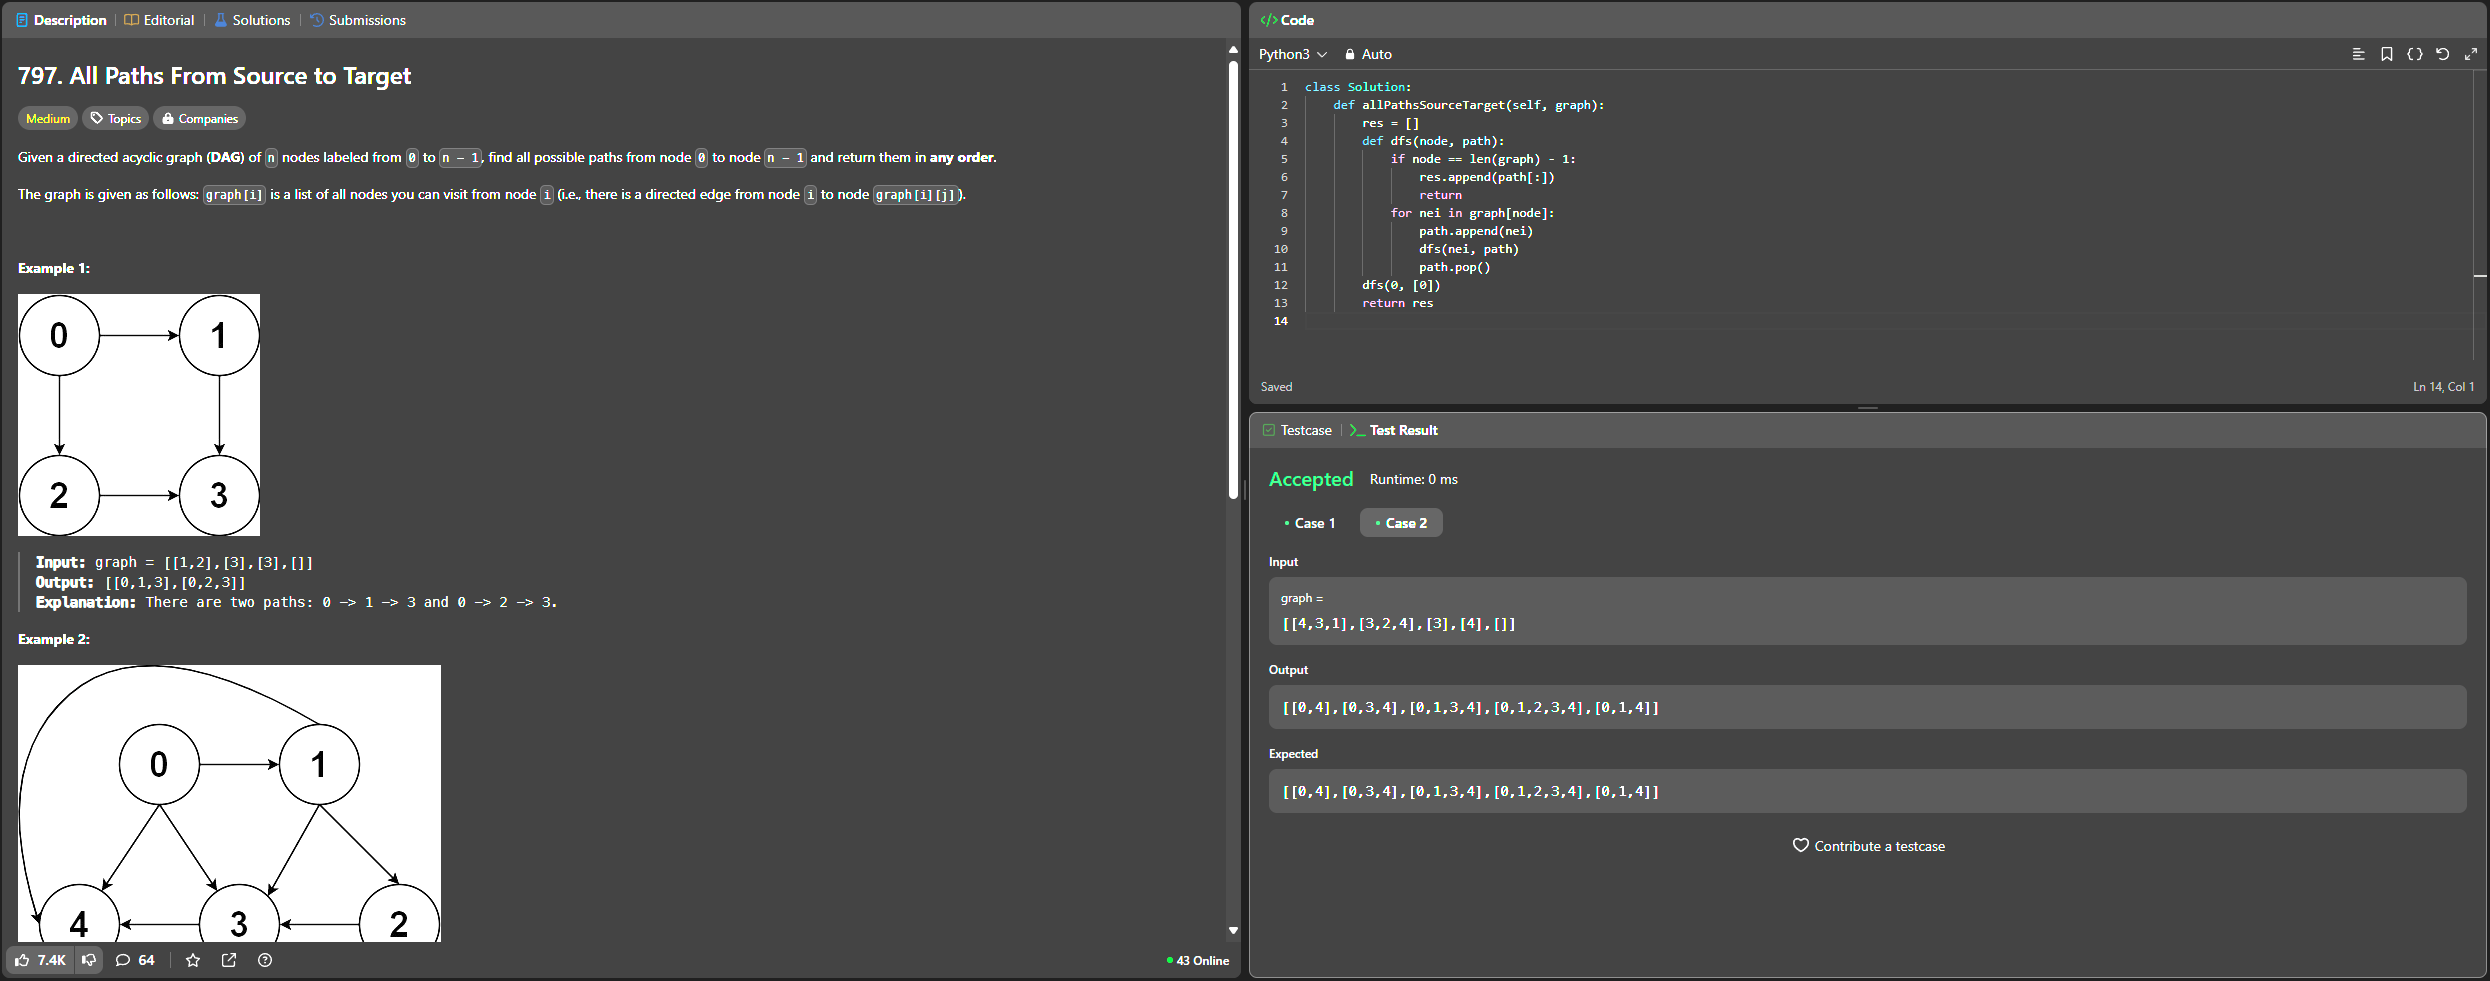 Description | Editorial | Solutions | Submissions
797. All Paths From Source to Target
Medium Topics Companies
Given a directed acyclic graph (DAG) of n nodes labeled from 0 to n - 1, find all possible paths from node 0 to node n - 1 and return them in any order.
The graph is given as follows: graph[i] is a list of all nodes you can visit from node i (i.e., there is a directed edge from node i to node graph[i][j]).
Example 1:
0 1
2 3
Input: graph = [[1,2],[3],[3],[]]
Output: [[0,1,3],[0,2,3]]
Explanation: There are two paths: 0 -> 1 -> 3 and 0 -> 2 -> 3.
Example 2:
0 1
4 3 2
7.4K 64
43 Online
</> Code
Python3 Auto
1 class Solution:
2     def allPathsSourceTarget(self, graph):
3         res = []
4         def dfs(node, path):
5             if node == len(graph) - 1:
6                 res.append(path[:])
7                 return
8             for nei in graph[node]:
9                 path.append(nei)
10                 dfs(nei, path)
11                 path.pop()
12         dfs(0, [0])
13         return res
14
Saved Ln 14, Col 1
Testcase | >_ Test Result
Accepted Runtime: 0 ms
• Case 1 • Case 2
Input
graph =
[[4,3,1],[3,2,4],[3],[4],[]]
Output
[[0,4],[0,3,4],[0,1,3,4],[0,1,2,3,4],[0,1,4]]
Expected
[[0,4],[0,3,4],[0,1,3,4],[0,1,2,3,4],[0,1,4]]
Contribute a testcase